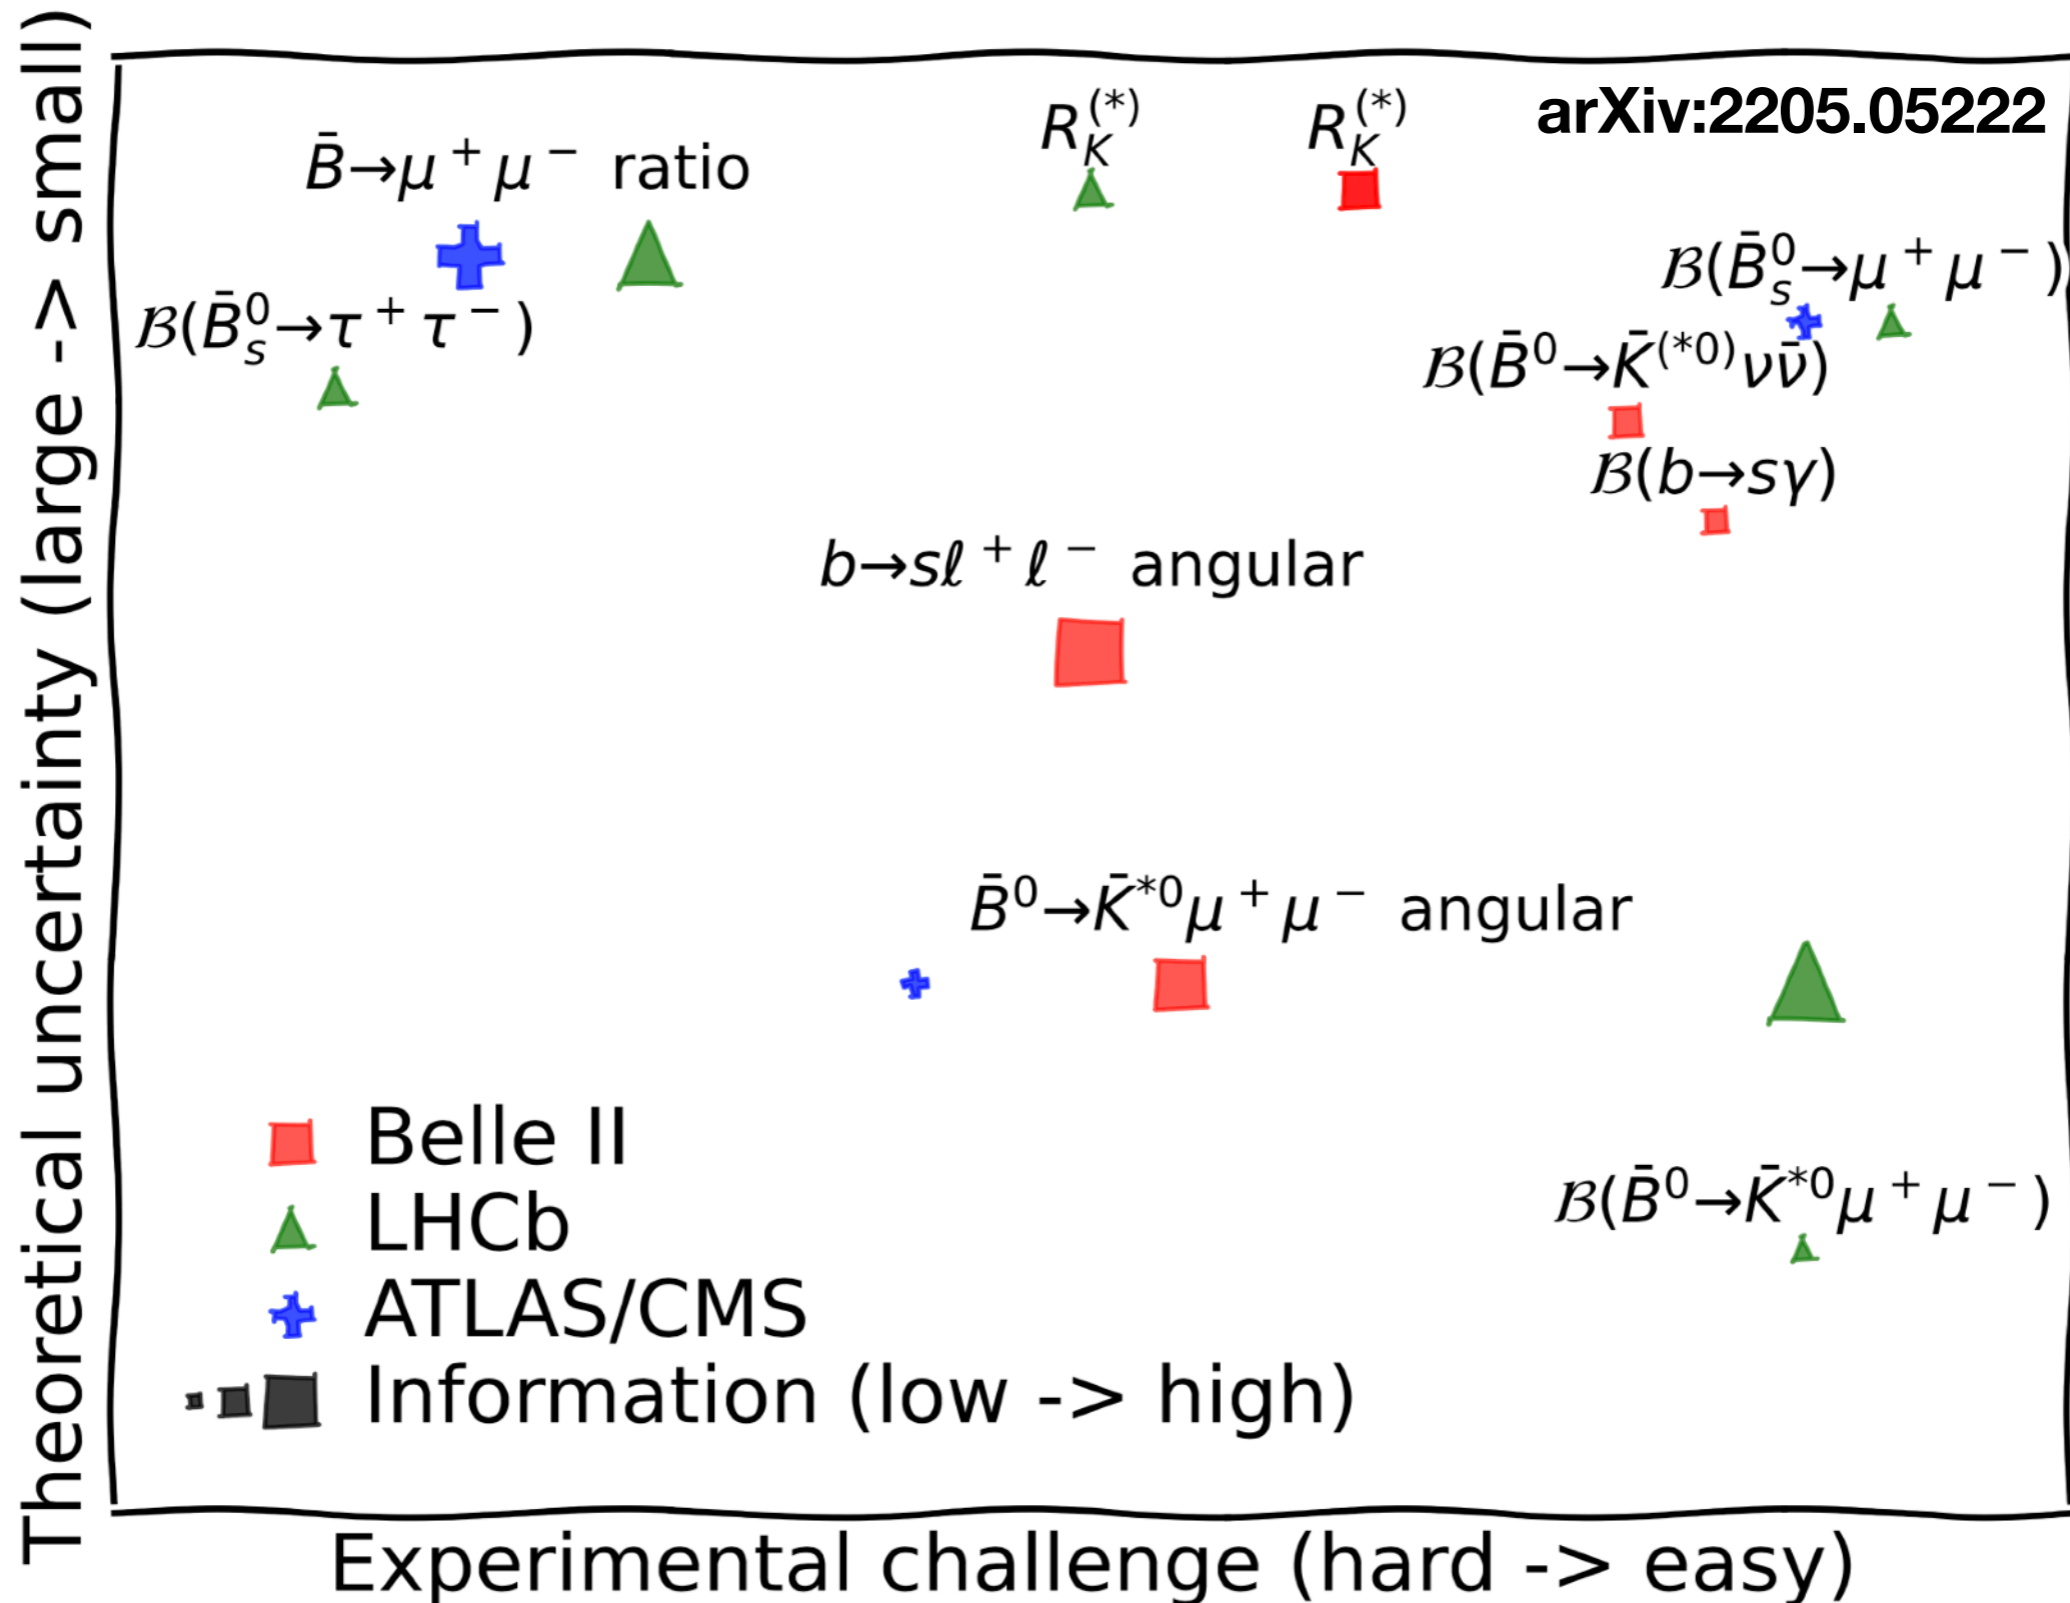 Theoretical uncertainty (large -> small)
arXiv:2205.05222
R_K^(*)
R_K^(*)
B̄→μ⁺μ⁻ ratio
ℬ(B̄_s^0→μ⁺μ⁻)
ℬ(B̄_s^0→τ⁺τ⁻)
ℬ(B̄⁰→K̄^(*0)νν̄)
ℬ(b→sγ)
b→sℓ⁺ℓ⁻ angular
B̄⁰→K̄*⁰μ⁺μ⁻ angular
ℬ(B̄⁰→K̄*⁰μ⁺μ⁻)
Belle II
LHCb
ATLAS/CMS
Information (low -> high)
Experimental challenge (hard -> easy)